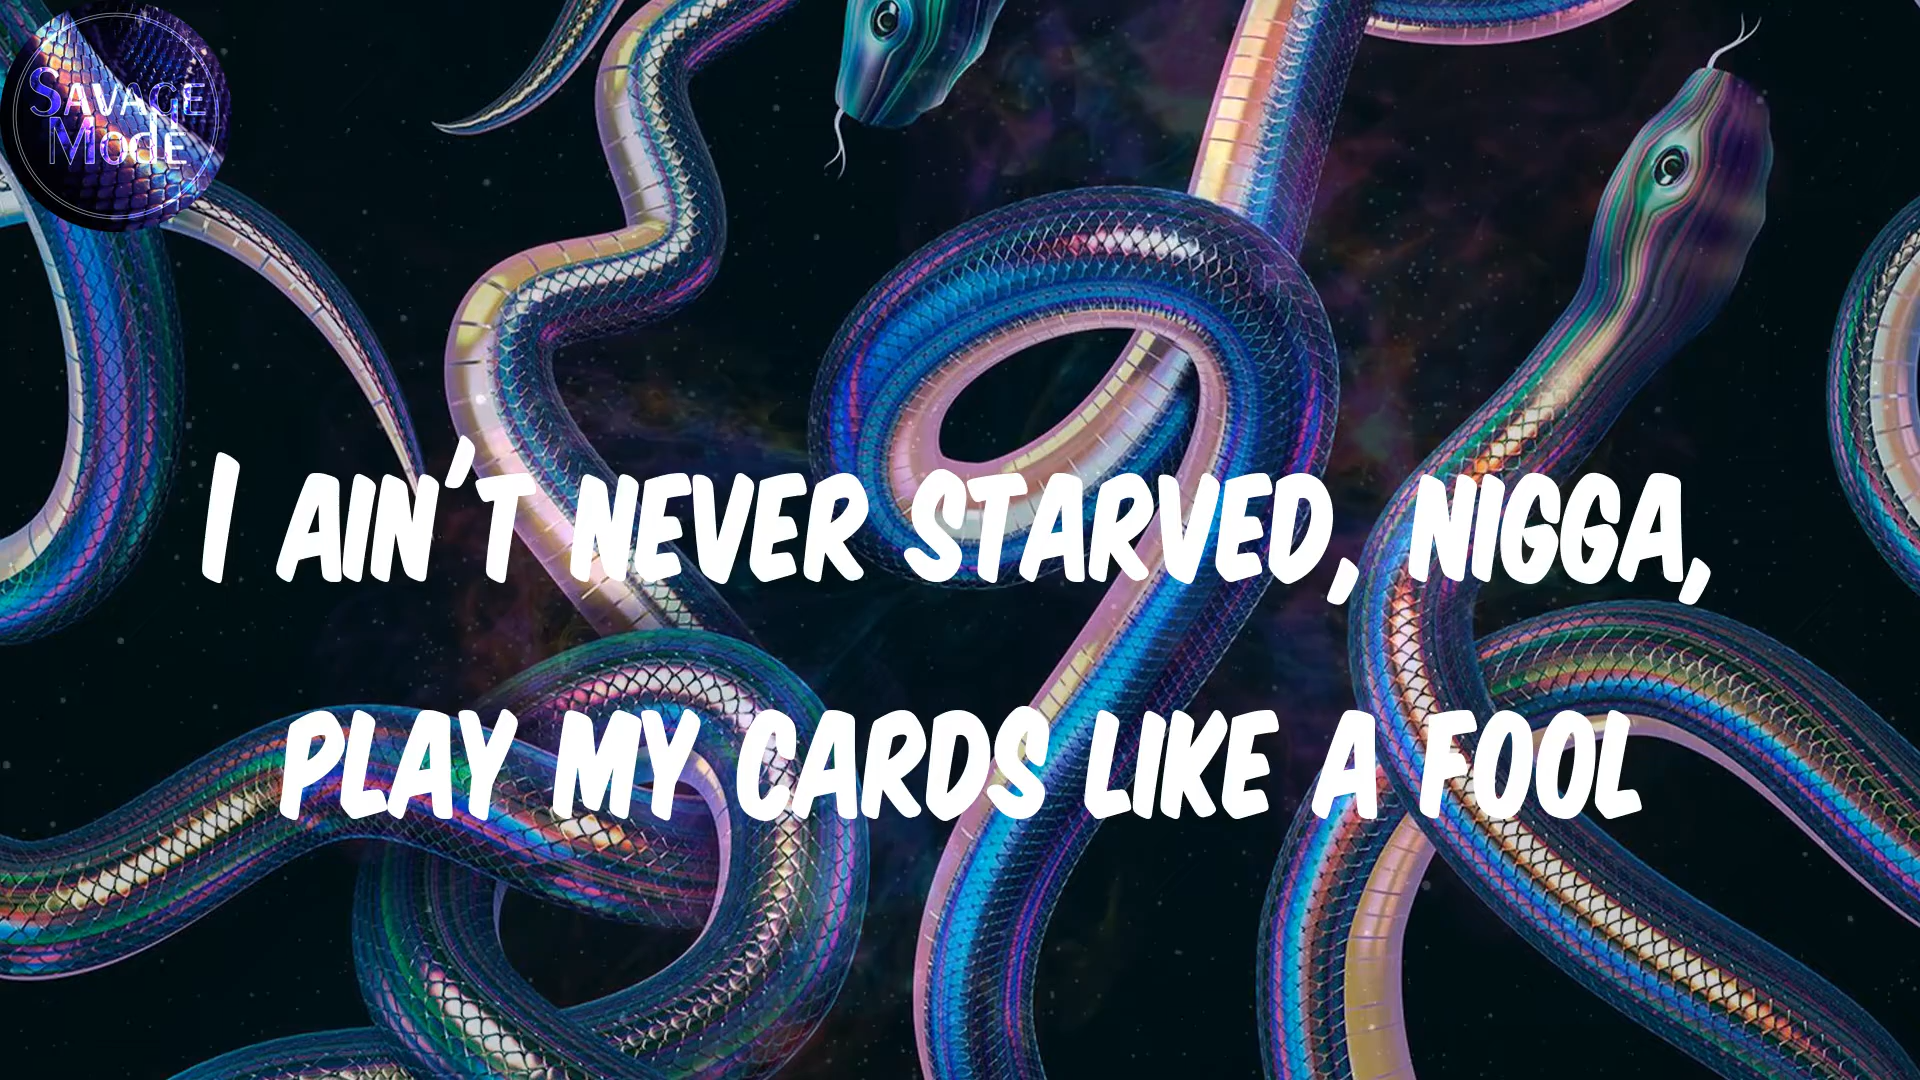 SAVAGE
MODE
I AIN'T NEVER STARVED, NIGGA,
PLAY MY CARDS LIKE A FOOL